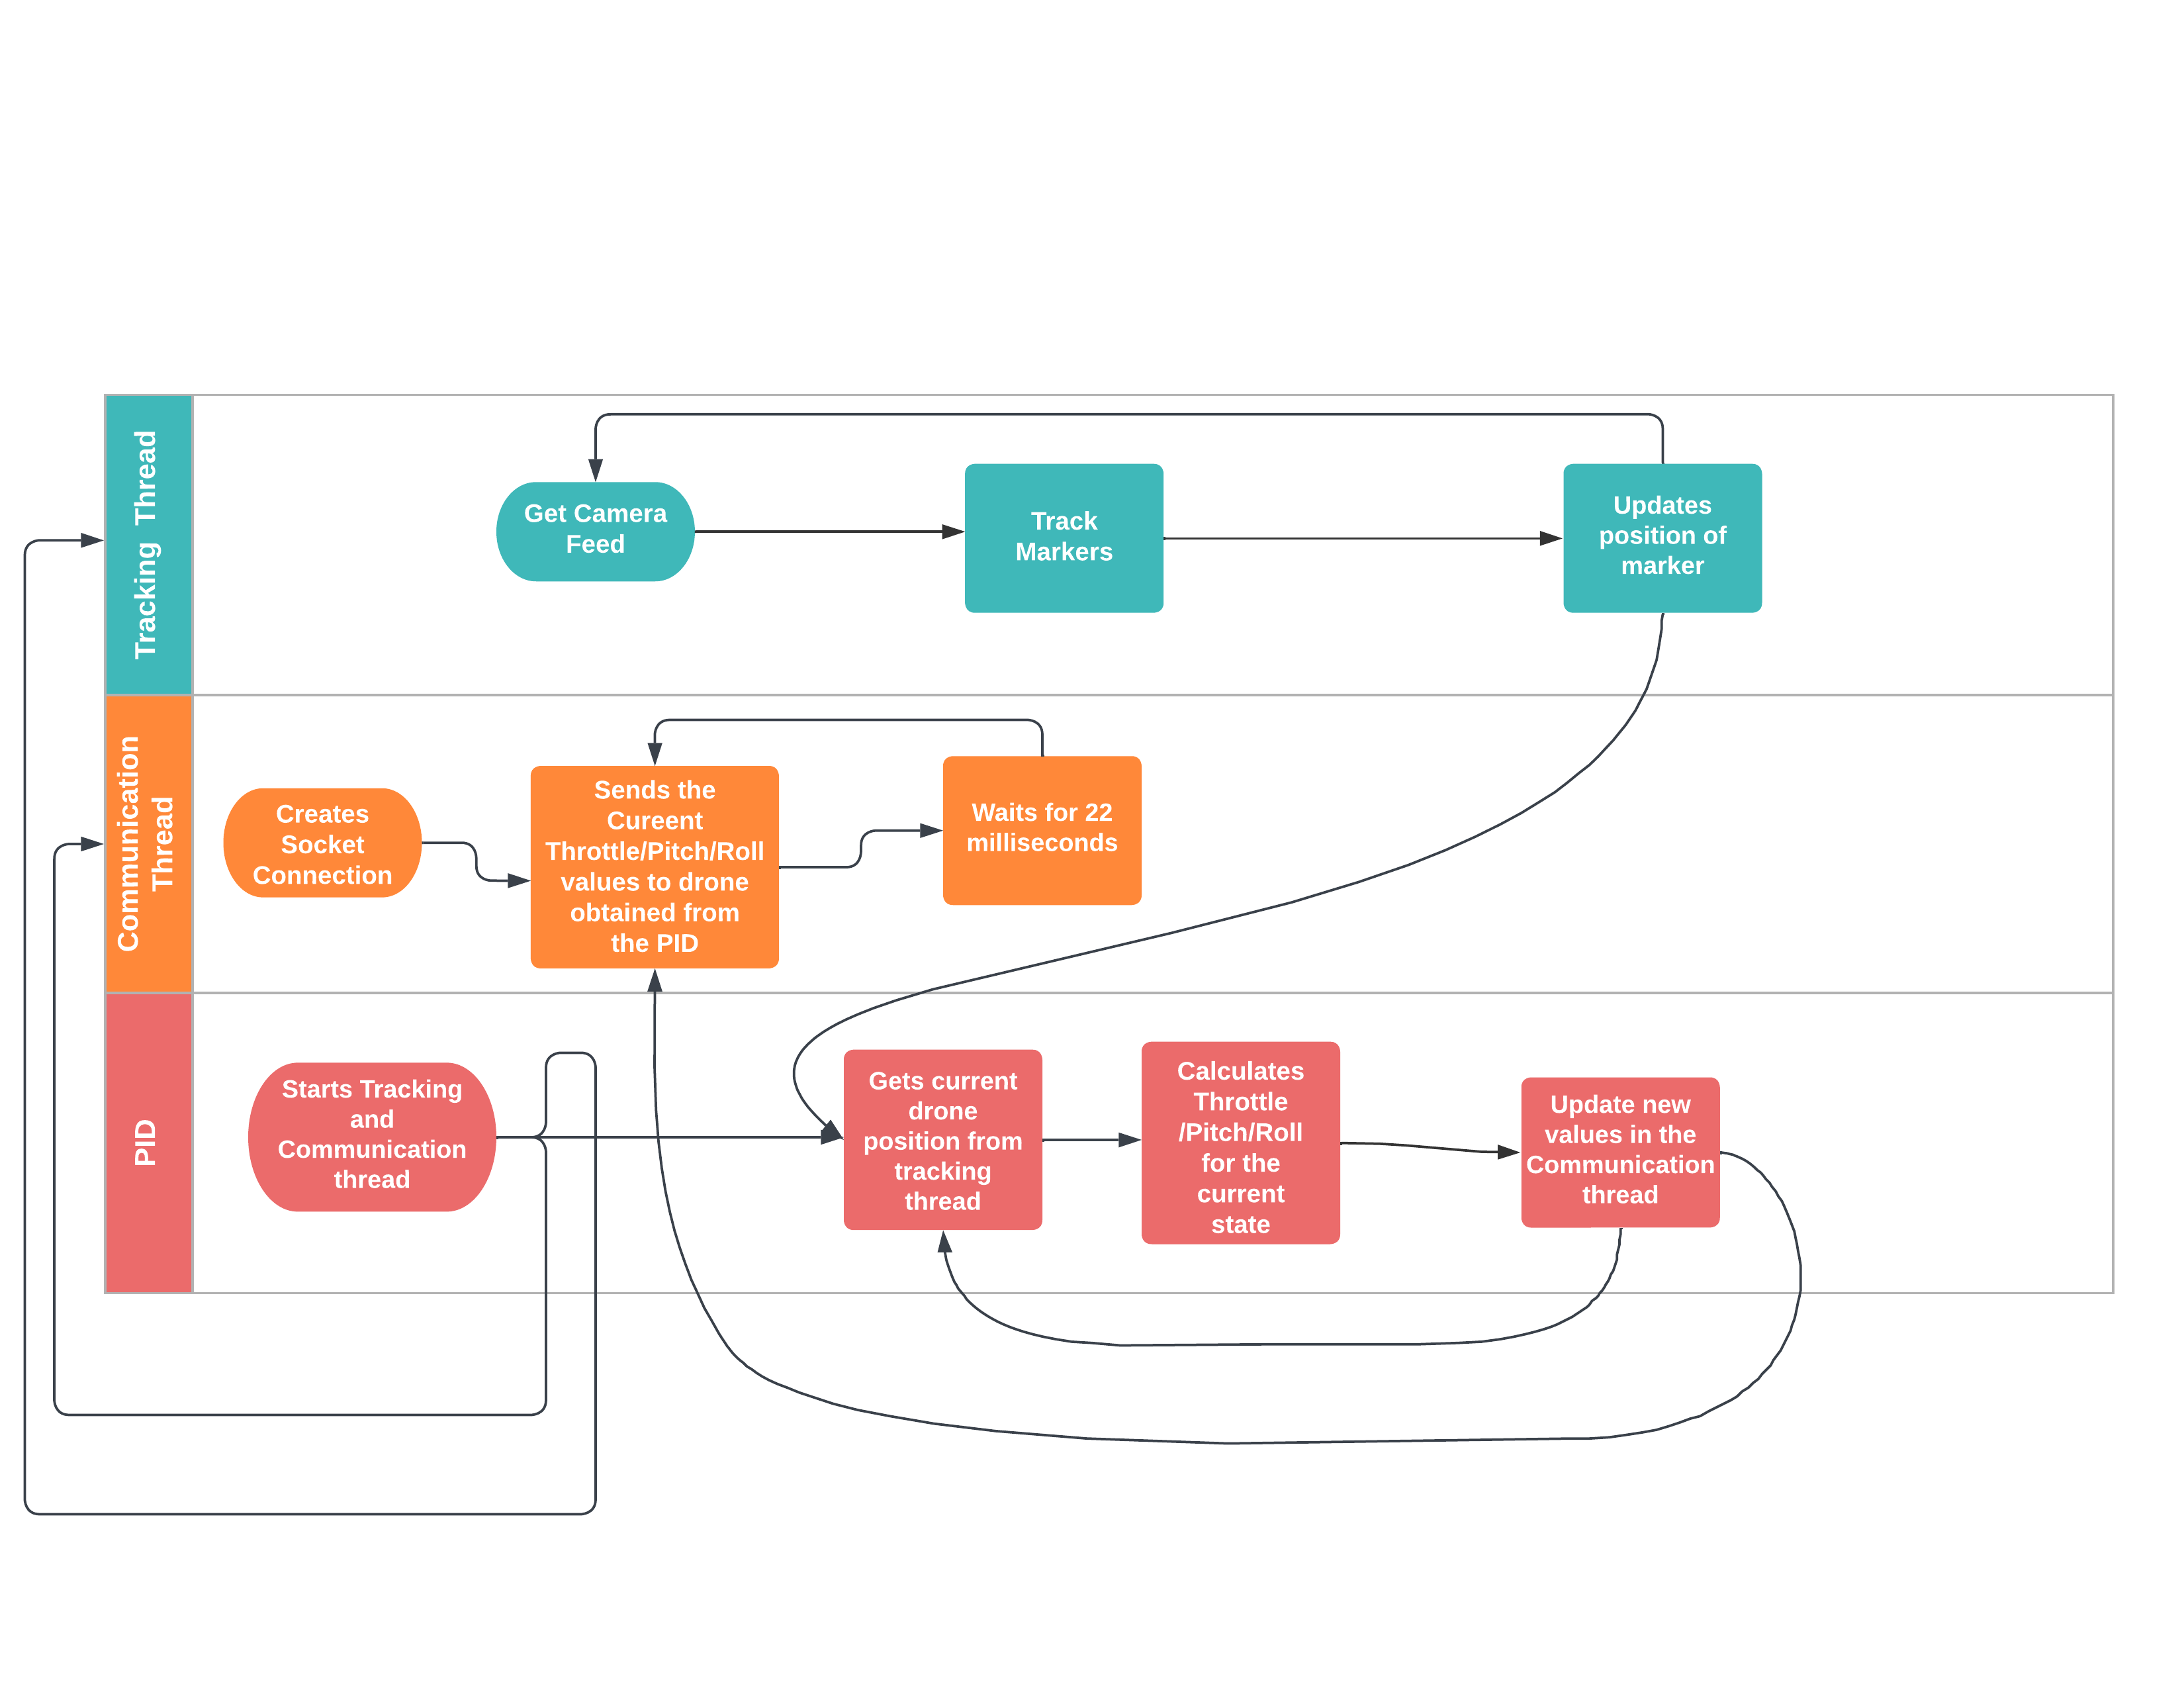 Tracking Thread
Get Camera
Feed
Track
Markers
Updates
position of
marker
Communication
Thread
Creates
Socket
Connection
Sends the
Cureent
Throttle/Pitch/Roll
values to drone
obtained from
the PID
Waits for 22
milliseconds
PID
Starts Tracking
and
Communication
thread
Gets current
drone
position from
tracking
thread
Calculates
Throttle
/Pitch/Roll
for the
current
state
Update new
values in the
Communication
thread